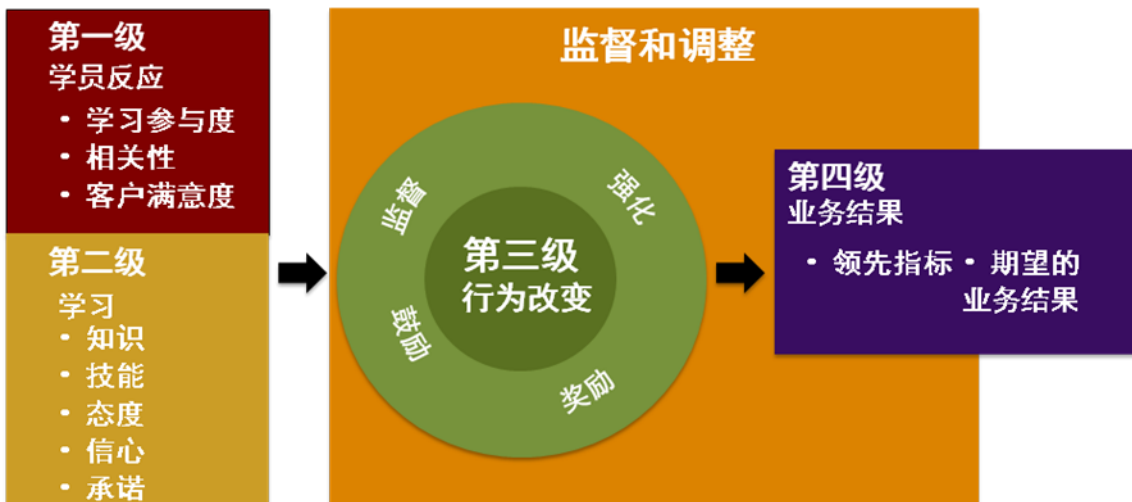 第一级
学员反应
• 学习参与度
• 相关性
• 客户满意度
第二级
学习
• 知识
• 技能
• 态度
• 信心
• 承诺
监督和调整
监督
强化
鼓励
奖励
第三级
行为改变
第四级
业务结果
• 领先指标 • 期望的
业务结果